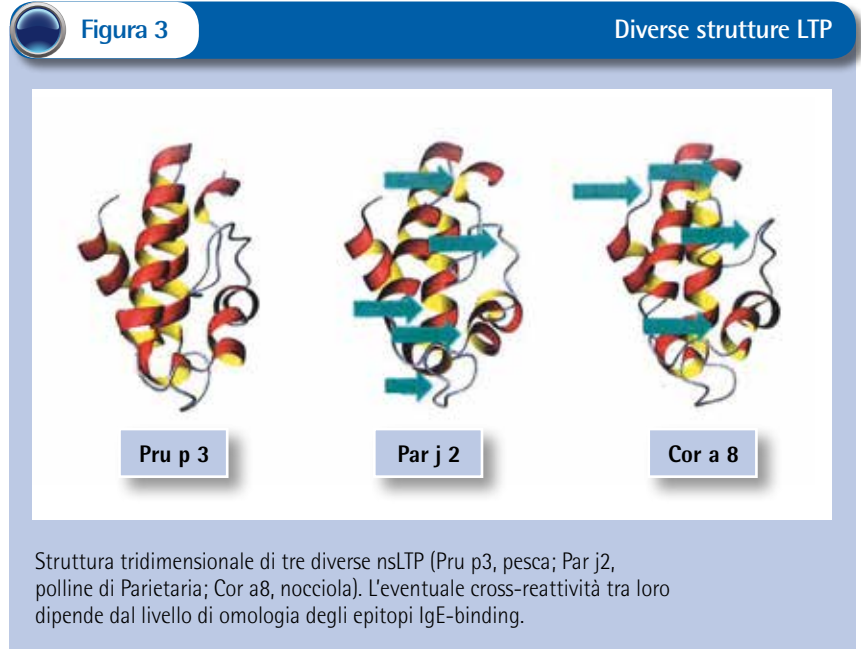 Figura 3
Diverse strutture LTP
Pru p 3
Par j 2
Cor a 8
Struttura tridimensionale di tre diverse nsLTP (Pru p3, pesca; Par j2,
polline di Parietaria; Cor a8, nocciola). L'eventuale cross-reattività tra loro
dipende dal livello di omologia degli epitopi IgE-binding.